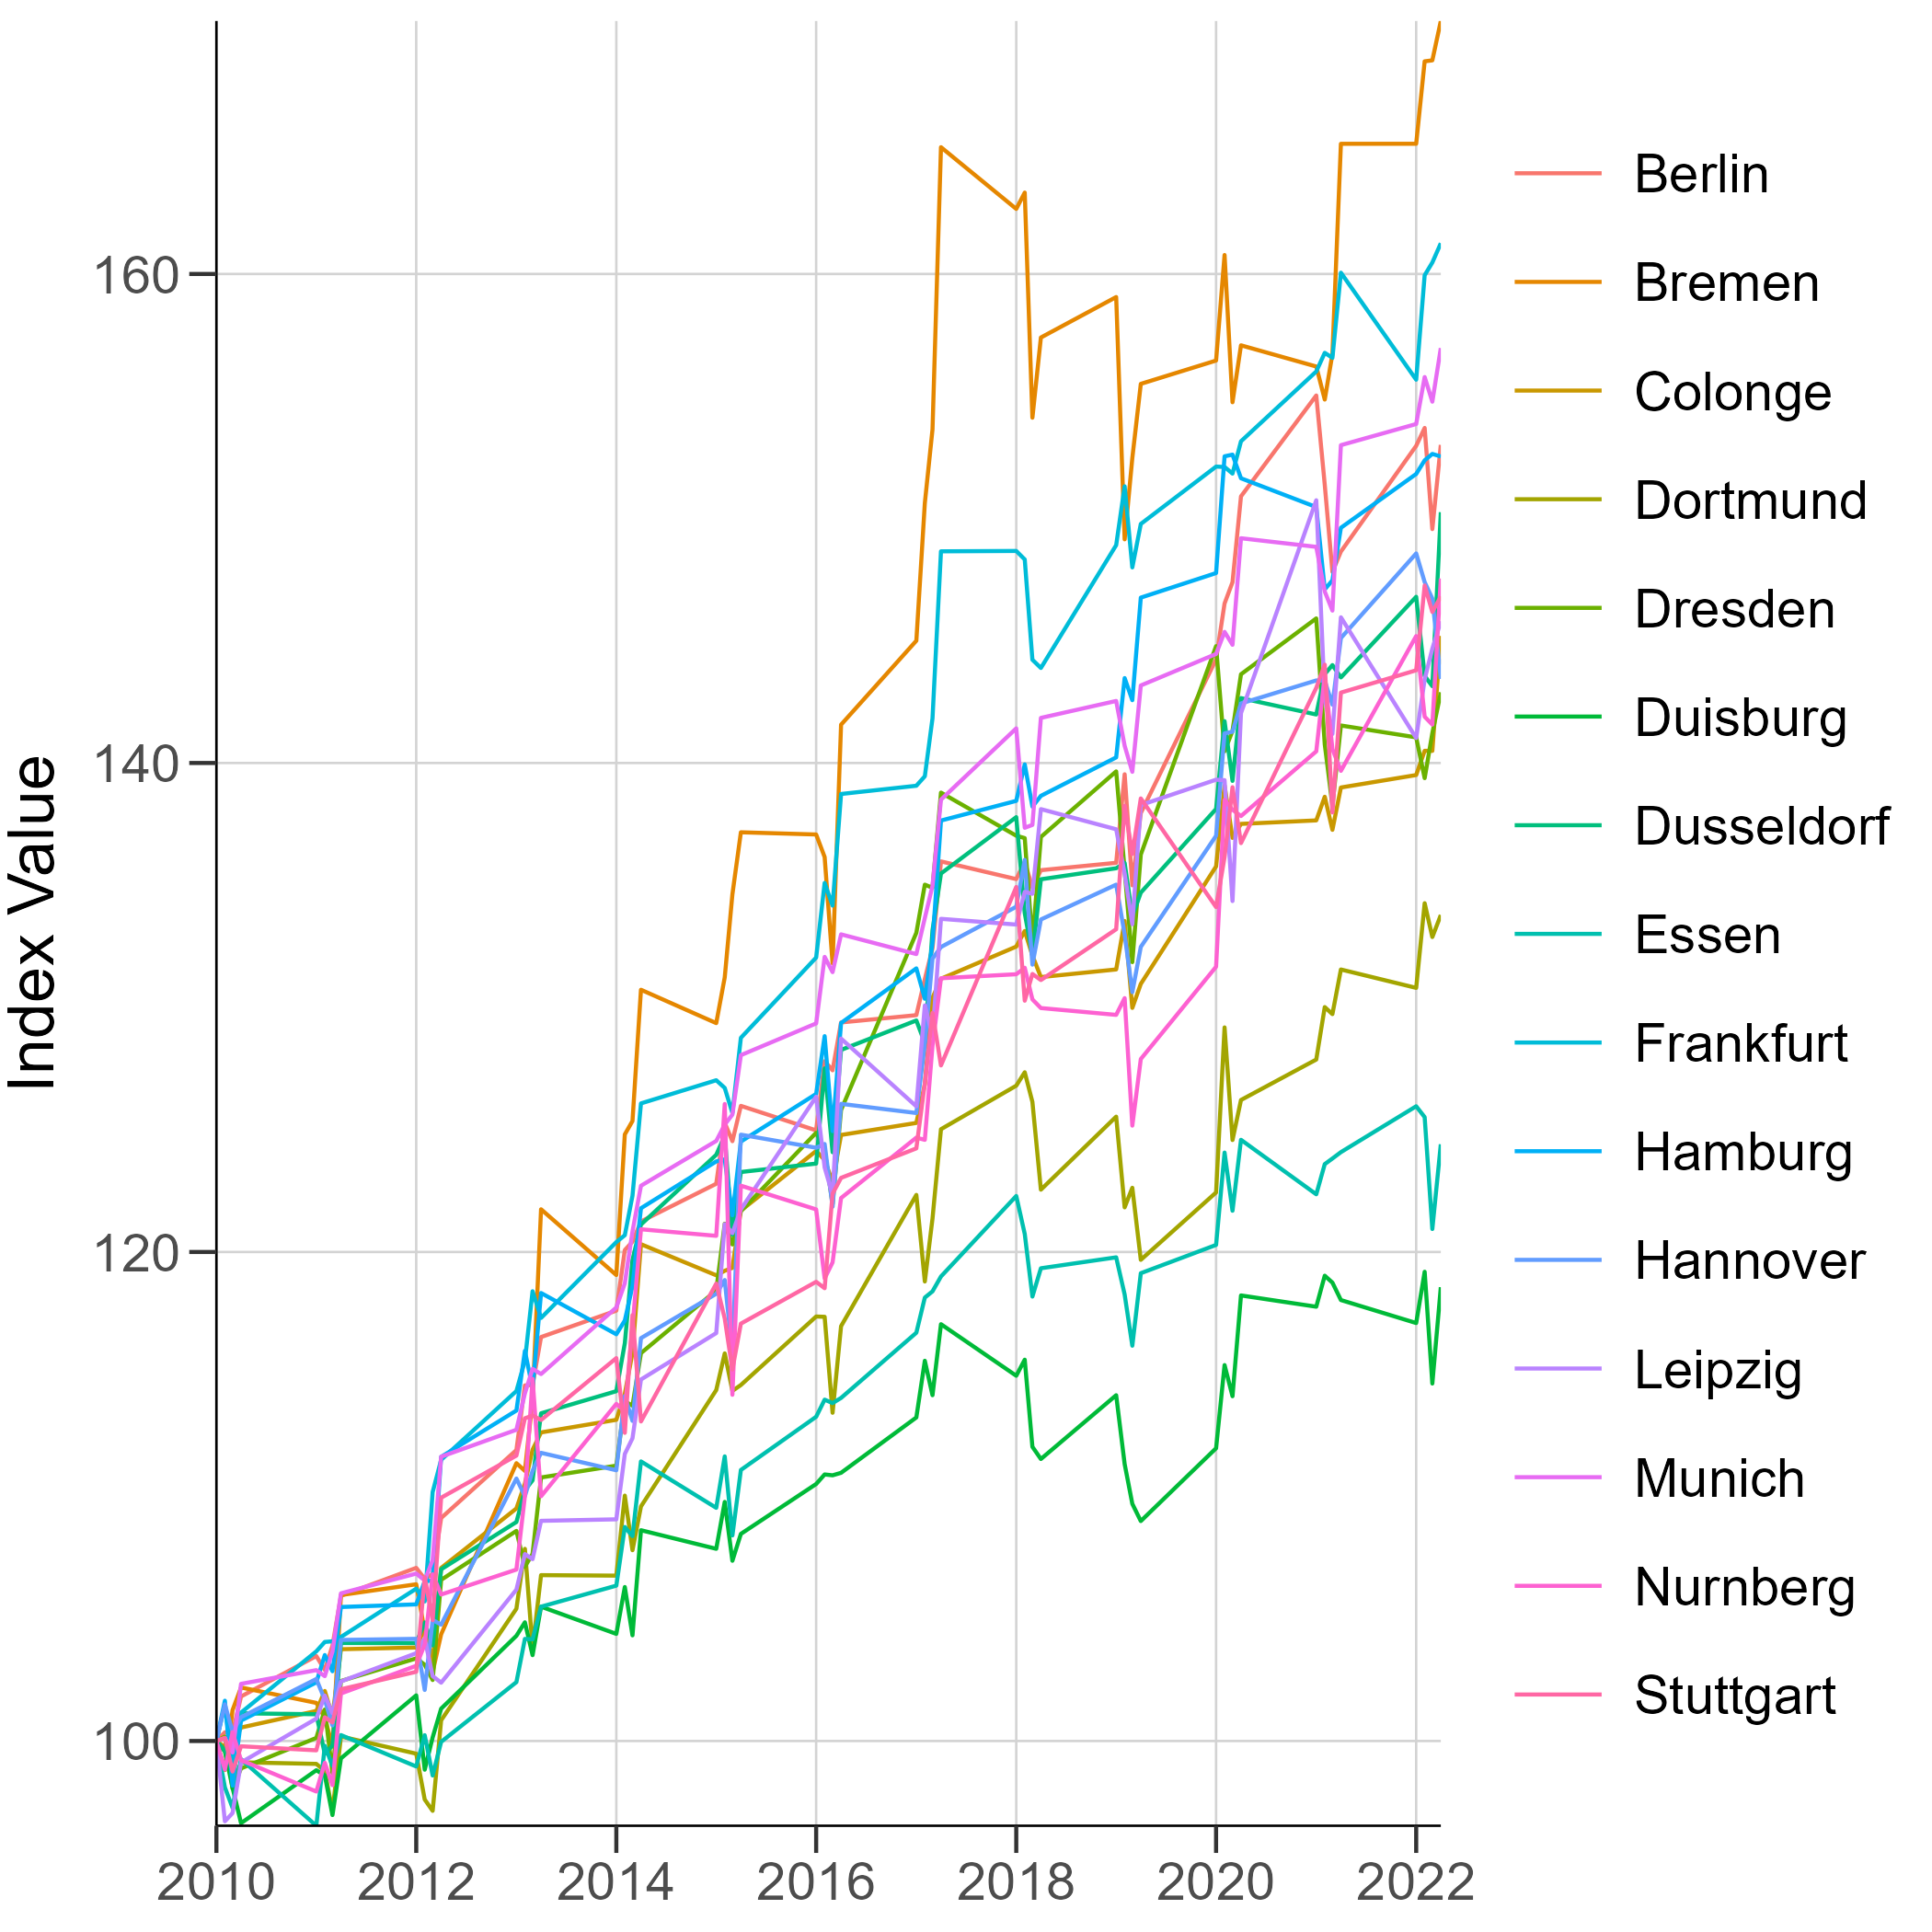 Index Value
160
140
120
100
2010 2012 2014 2016 2018 2020 2022
Berlin
Bremen
Colonge
Dortmund
Dresden
Duisburg
Dusseldorf
Essen
Frankfurt
Hamburg
Hannover
Leipzig
Munich
Nurnberg
Stuttgart